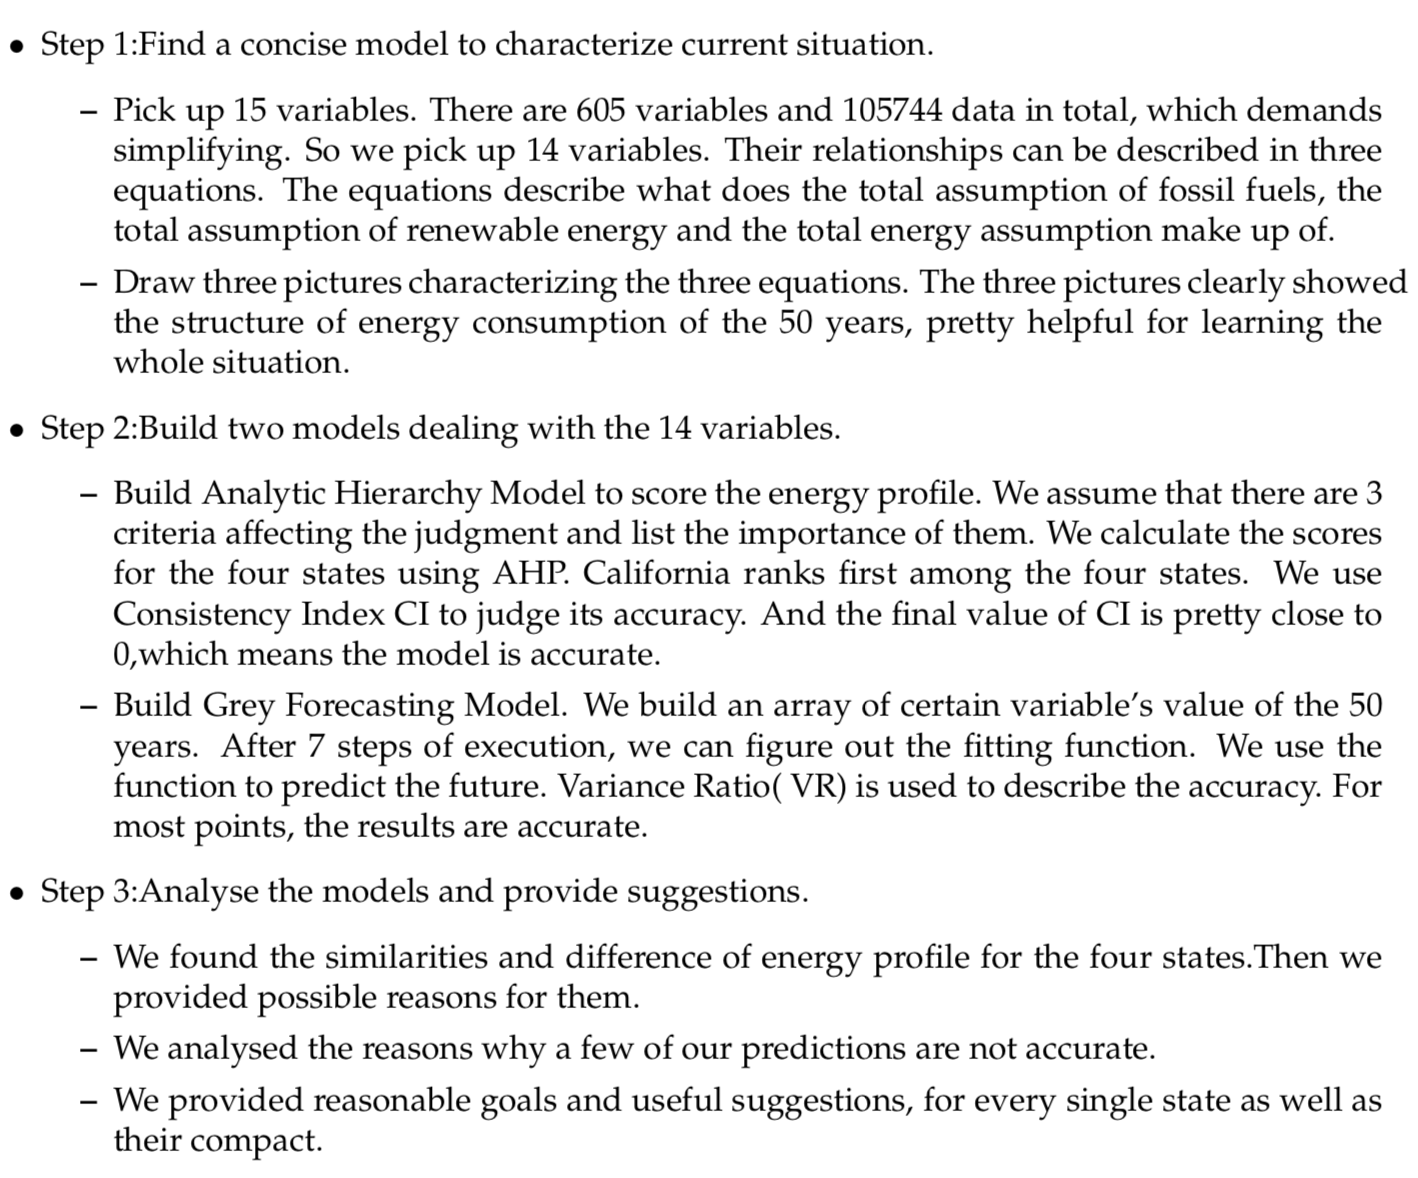 • Step 1:Find a concise model to characterize current situation.
– Pick up 15 variables. There are 605 variables and 105744 data in total, which demands
simplifying. So we pick up 14 variables. Their relationships can be described in three
equations. The equations describe what does the total assumption of fossil fuels, the
total assumption of renewable energy and the total energy assumption make up of.
– Draw three pictures characterizing the three equations. The three pictures clearly showed
the structure of energy consumption of the 50 years, pretty helpful for learning the
whole situation.
• Step 2:Build two models dealing with the 14 variables.
– Build Analytic Hierarchy Model to score the energy profile. We assume that there are 3
criteria affecting the judgment and list the importance of them. We calculate the scores
for the four states using AHP. California ranks first among the four states. We use
Consistency Index CI to judge its accuracy. And the final value of CI is pretty close to
0,which means the model is accurate.
– Build Grey Forecasting Model. We build an array of certain variable's value of the 50
years. After 7 steps of execution, we can figure out the fitting function. We use the
function to predict the future. Variance Ratio( VR) is used to describe the accuracy. For
most points, the results are accurate.
• Step 3:Analyse the models and provide suggestions.
– We found the similarities and difference of energy profile for the four states.Then we
provided possible reasons for them.
– We analysed the reasons why a few of our predictions are not accurate.
– We provided reasonable goals and useful suggestions, for every single state as well as
their compact.